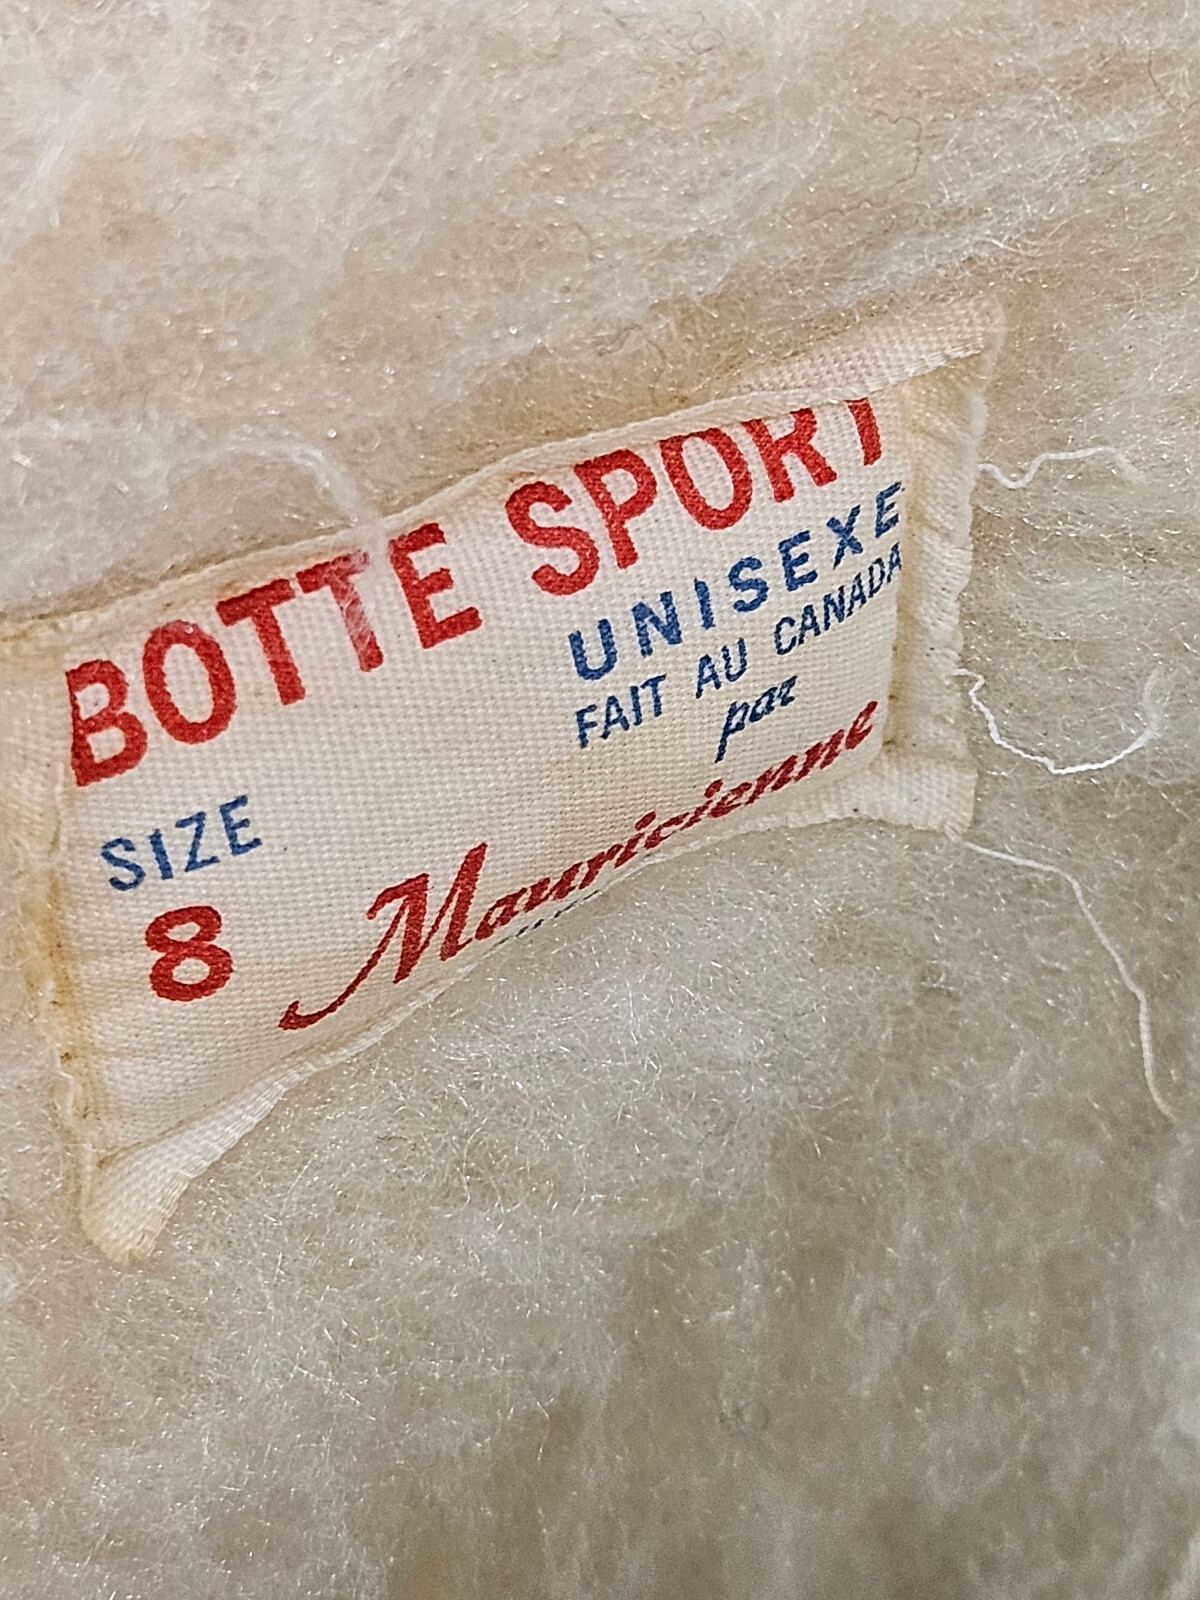 BOTTE SPORT
UNISEXE
FAIT AU CANADA
par
SIZE
8
Mauricienne